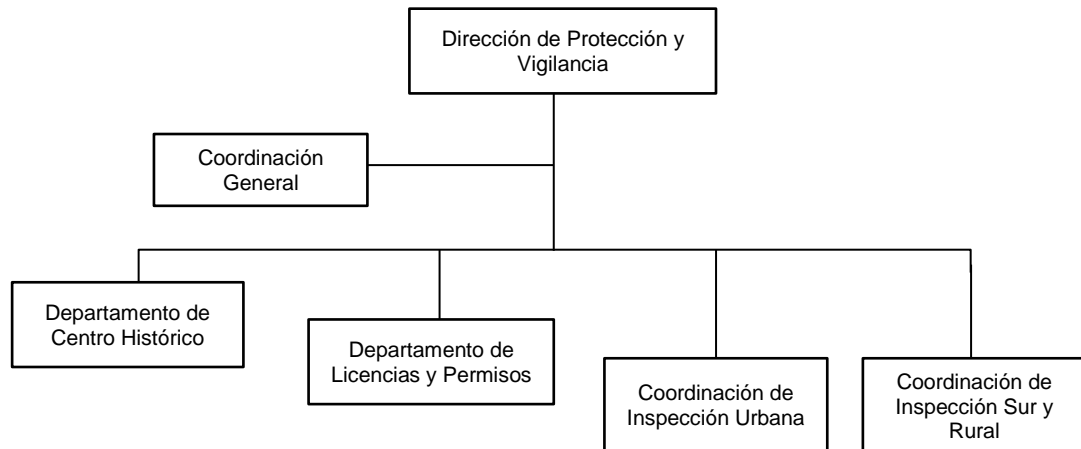 Dirección de Protección y
Vigilancia
Coordinación
General
Departamento de
Centro Histórico
Departamento de
Licencias y Permisos
Coordinación de
Inspección Urbana
Coordinación de
Inspección Sur y
Rural